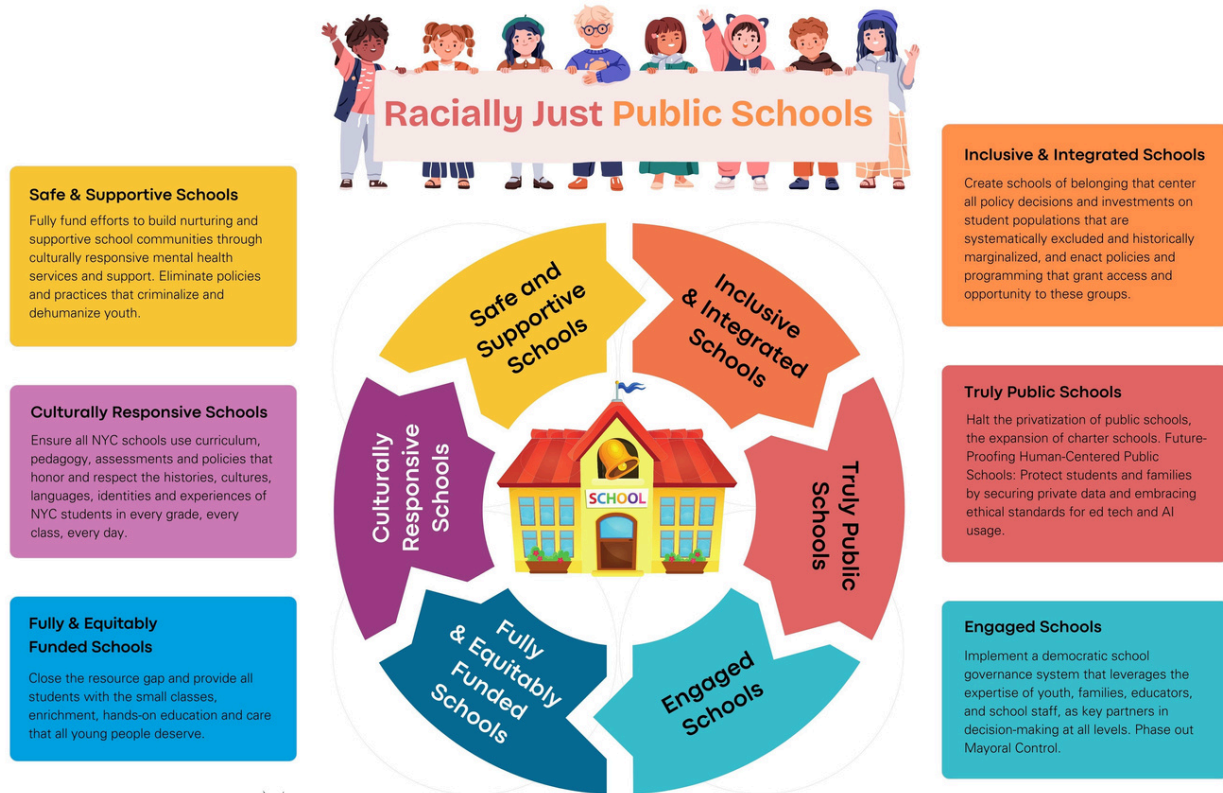 Racially Just Public Schools
Safe & Supportive Schools
Fully fund efforts to build nurturing and
supportive school communities through
culturally responsive mental health
services and support. Eliminate policies
and practices that criminalize and
dehumanize youth.
Culturally Responsive Schools
Ensure all NYC schools use curriculum,
pedagogy, assessments and policies that
honor and respect the histories, cultures,
languages, identities and experiences of
NYC students in every grade, every
class, every day.
Fully & Equitably
Funded Schools
Close the resource gap and provide all
students with the small classes,
enrichment, hands-on education and care
that all young people deserve.
Safe and
Supportive
Schools
Inclusive
& Integrated
Schools
Culturally
Responsive
Schools
SCHOOL
Truly Public
Schools
Fully
& Equitably
Funded
Schools
Engaged
Schools
Inclusive & Integrated Schools
Create schools of belonging that center
all policy decisions and investments on
student populations that are
systematically excluded and historically
marginalized, and enact policies and
programming that grant access and
opportunity to these groups.
Truly Public Schools
Halt the privatization of public schools,
the expansion of charter schools. Future-
Proofing Human-Centered Public
Schools: Protect students and families
by securing private data and embracing
ethical standards for ed tech and AI
usage.
Engaged Schools
Implement a democratic school
governance system that leverages the
expertise of youth, families, educators,
and school staff, as key partners in
decision-making at all levels. Phase out
Mayoral Control.